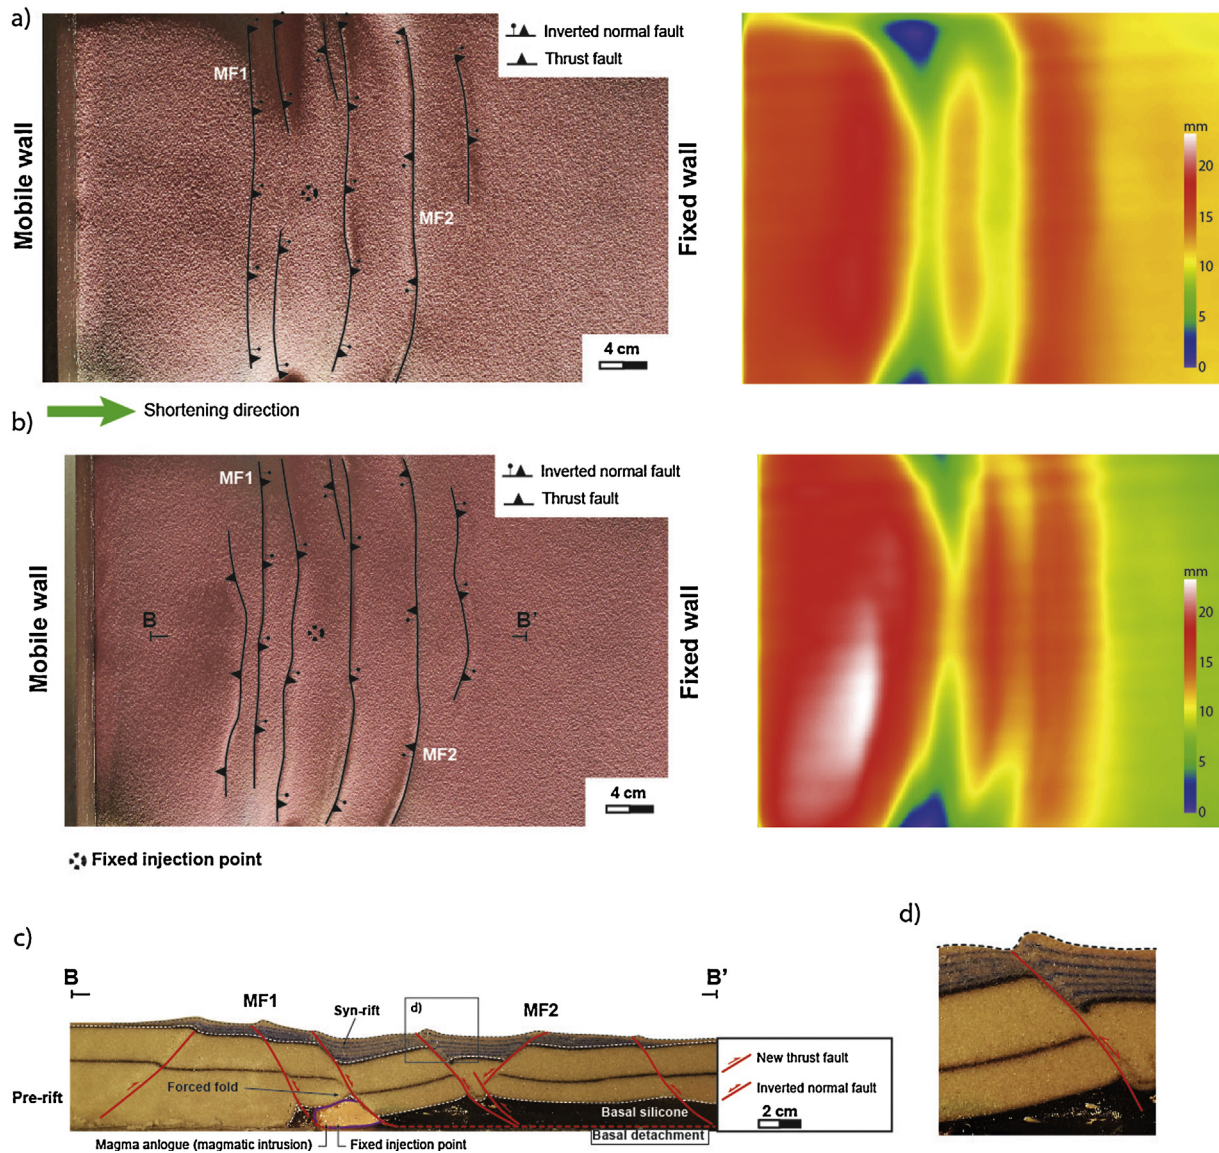 a)
Inverted normal fault
Thrust fault
MF1
MF2
Mobile wall
Fixed wall
4 cm
mm
20
15
10
5
0
Shortening direction
b)
Inverted normal fault
Thrust fault
MF1
MF2
B
B'
Mobile wall
Fixed wall
4 cm
mm
20
15
10
5
0
Fixed injection point
c)
B
B'
MF1
MF2
Syn-rift
d)
Forced fold
Pre-rift
Basal silicone
Basal detachment
Magma anlogue (magmatic intrusion)
Fixed injection point
New thrust fault
Inverted normal fault
2 cm
d)